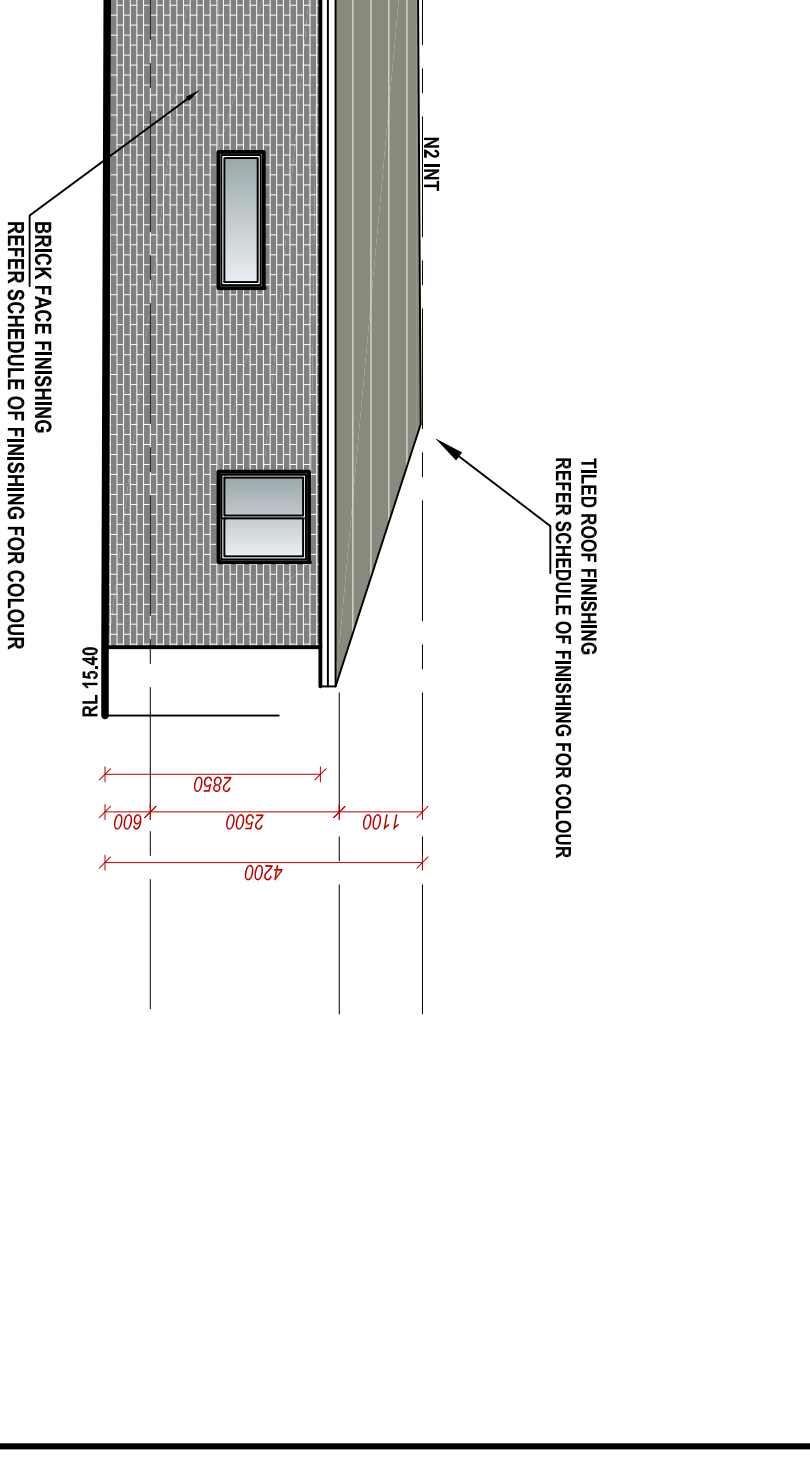 TILED ROOF FINISHING
REFER SCHEDULE OF FINISHING FOR COLOUR
N2 INT
BRICK FACE FINISHING
REFER SCHEDULE OF FINISHING FOR COLOUR
RL 15.40
2850
600
2500
1100
4200